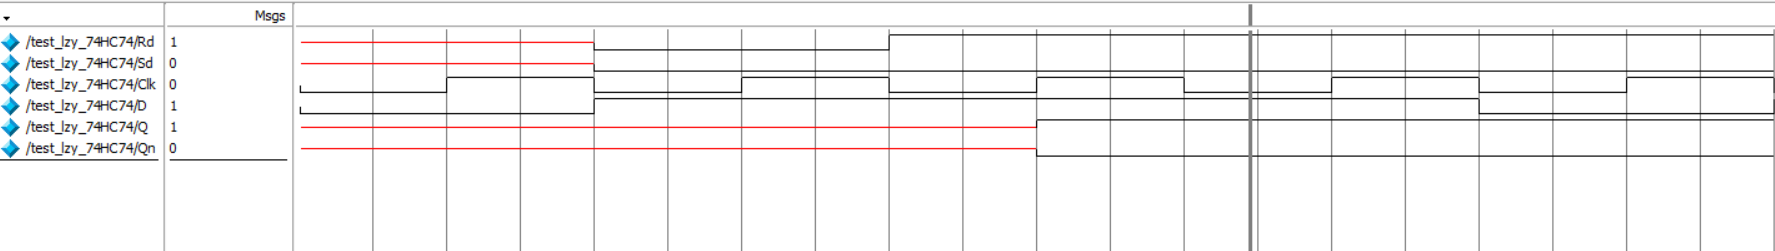 Msgs
/test_lzy_74HC74/Rd 1
/test_lzy_74HC74/Sd 0
/test_lzy_74HC74/Clk 0
/test_lzy_74HC74/D 1
/test_lzy_74HC74/Q 1
/test_lzy_74HC74/Qn 0